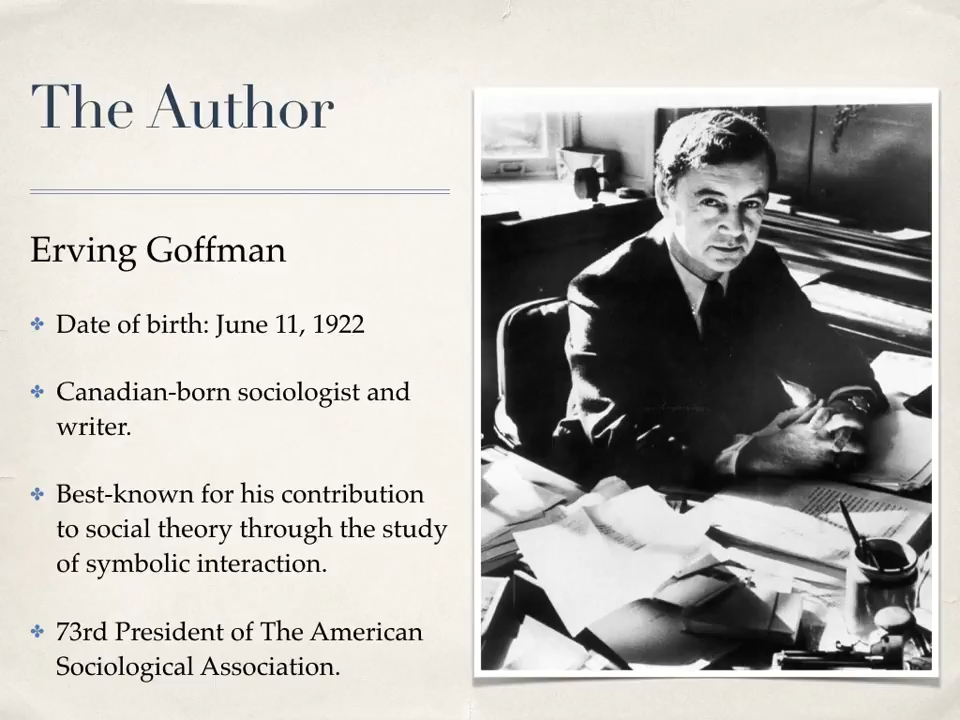 The Author
Erving Goffman
Date of birth: June 11, 1922
Canadian-born sociologist and
writer.
Best-known for his contribution
to social theory through the study
of symbolic interaction.
73rd President of The American
Sociological Association.